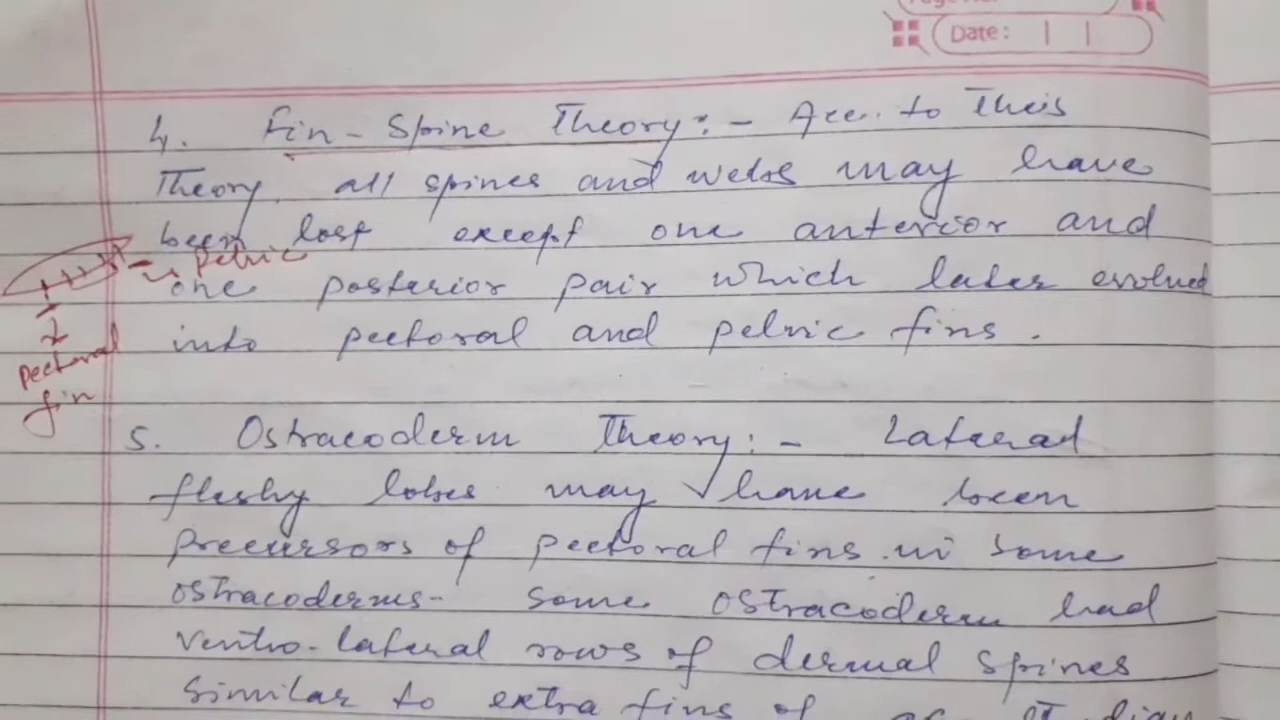 Date:
4. Fin-Spine Theory:- Acc. to this
Theory, all spines and webs may have
been lost except one anterior and
pelvic
one posterior pair which later evolved
into pectoral and pelvic fins.
pectoral
fin
5. Ostracoderm Theory:- Lateral
fleshy lobes may have been
precursors of pectoral fins in some
ostracoderms- Some ostracoderm had
ventro-lateral rows of dermal spines
similar to extra fins of